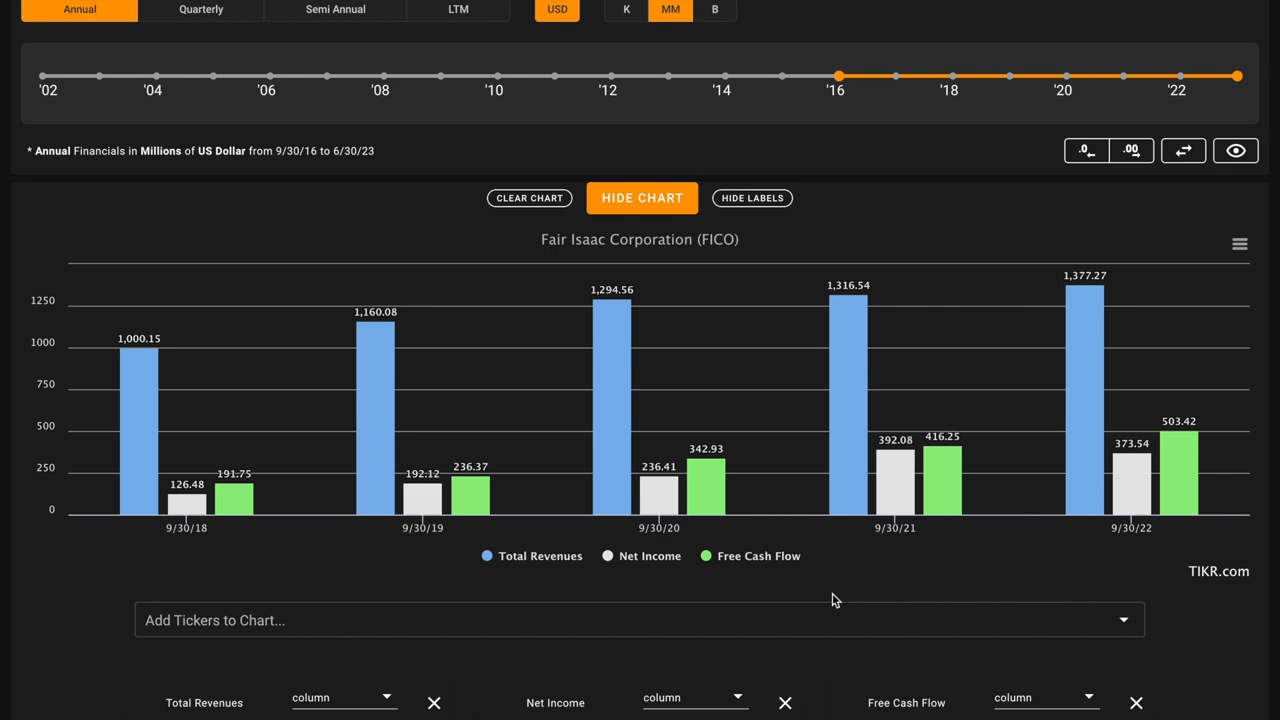 Annual Quarterly Semi Annual LTM USD K MM B
'02 '04 '06 '08 '10 '12 '14 '16 '18 '20 '22
* Annual Financials in Millions of US Dollar from 9/30/16 to 6/30/23
.0 .00
CLEAR CHART HIDE CHART HIDE LABELS
Fair Isaac Corporation (FICO)
1250
1000
750
500
250
0
1,000.15 126.48 191.75
1,160.08 192.12 236.37
1,294.56 236.41 342.93
1,316.54 392.08 416.25
1,377.27 373.54 503.42
9/30/18 9/30/19 9/30/20 9/30/21 9/30/22
Total Revenues Net Income Free Cash Flow
TIKR.com
Add Tickers to Chart...
Total Revenues column Net Income column Free Cash Flow column